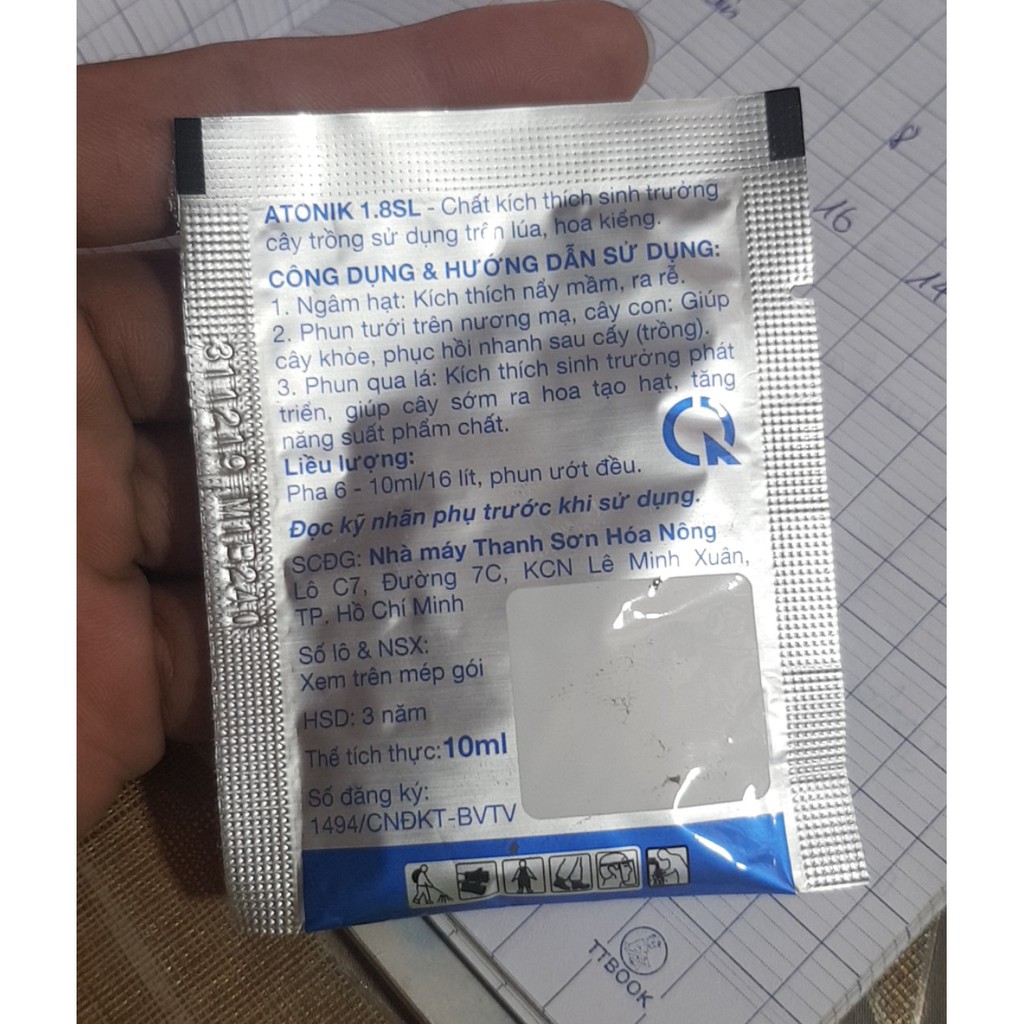 ATONIK 1.8SL - Chất kích thích sinh trưởng
cây trồng sử dụng trên lúa, hoa kiểng.
CÔNG DỤNG & HƯỚNG DẪN SỬ DỤNG:
1. Ngâm hạt: Kích thích nẩy mầm, ra rễ.
2. Phun tưới trên nương mạ, cây con: Giúp
cây khỏe, phục hồi nhanh sau cấy (trồng).
3. Phun qua lá: Kích thích sinh trưởng phát
triển, giúp cây sớm ra hoa tạo hạt, tăng
năng suất phẩm chất.
Liều lượng:
Pha 6 - 10ml/16 lít, phun ướt đều.
Đọc kỹ nhãn phụ trước khi sử dụng.
SCĐG: Nhà máy Thanh Sơn Hóa Nông
Lô C7, Đường 7C, KCN Lê Minh Xuân,
TP. Hồ Chí Minh
Số lô & NSX:
Xem trên mép gói
HSD: 3 năm
Thể tích thực: 10ml
Số đăng ký:
1494/CNĐKT-BVTV
8
16
14
TTBOOK